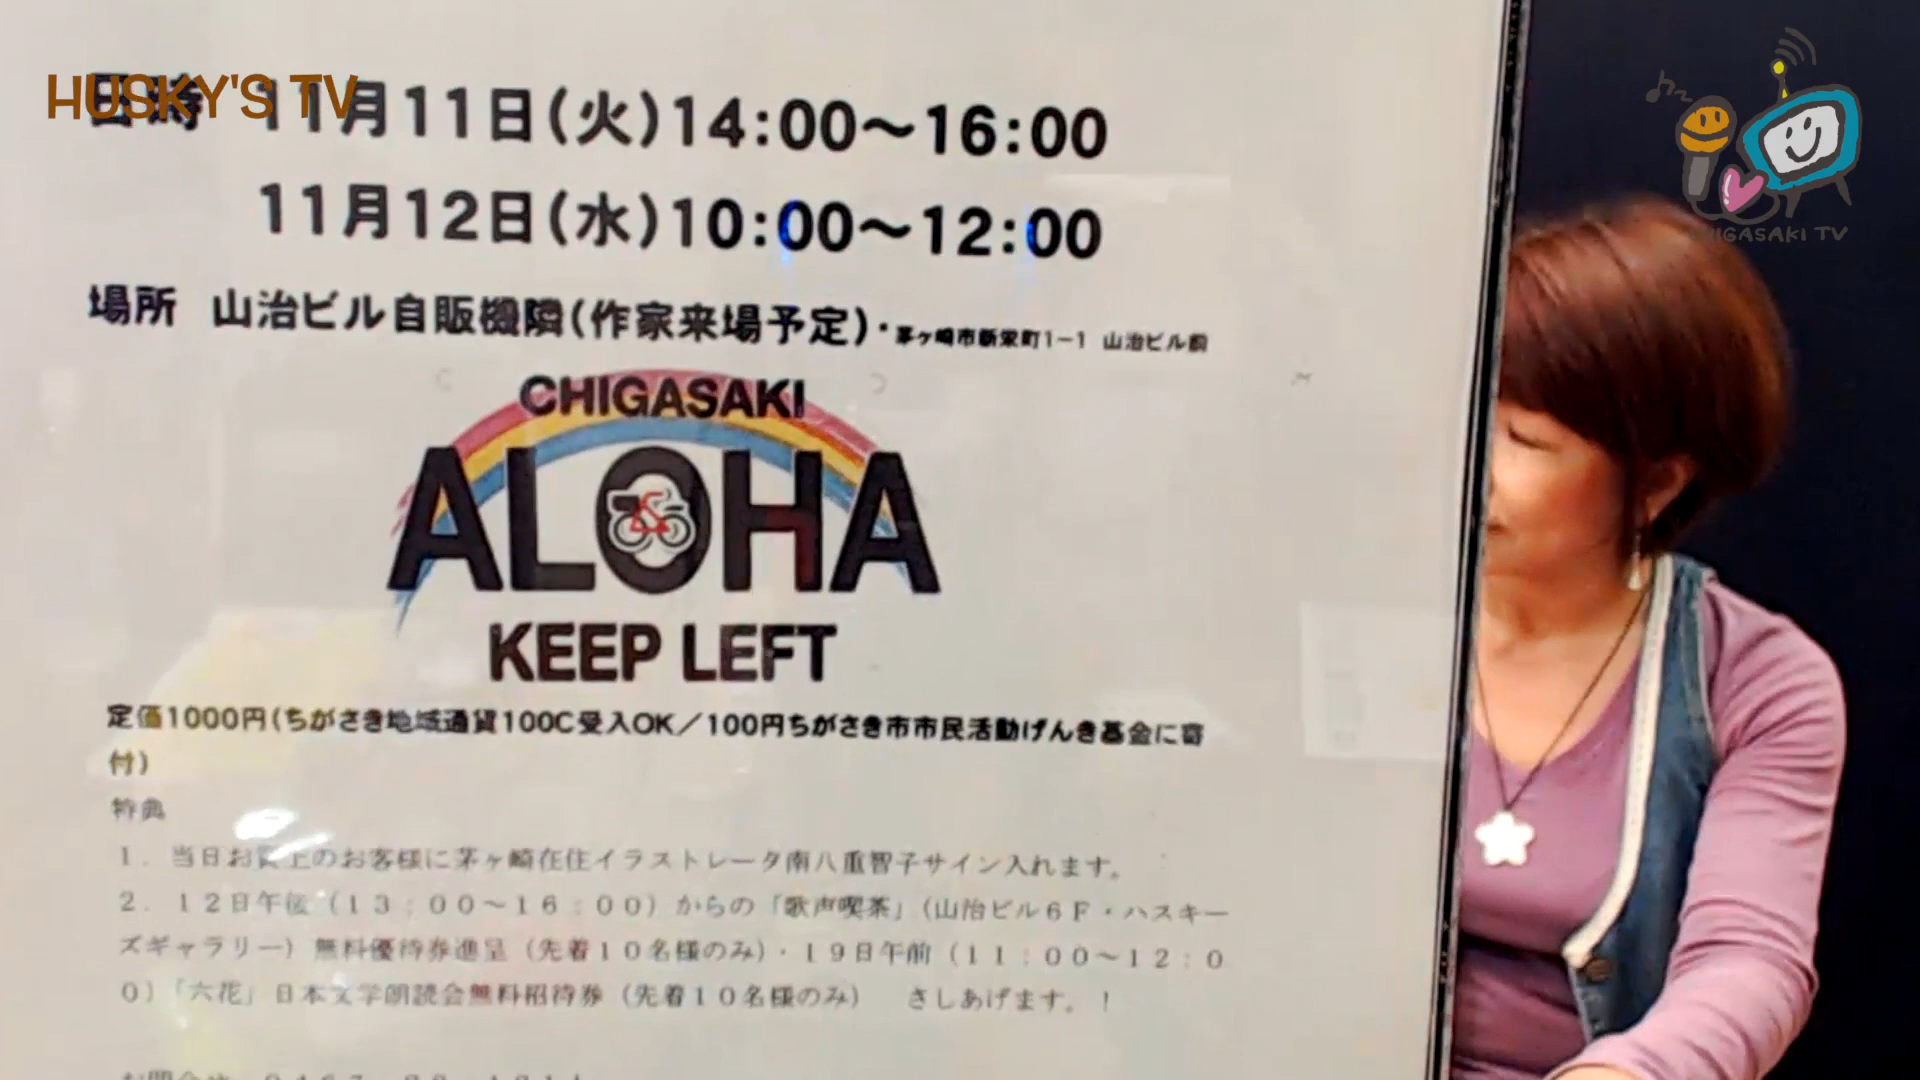 HUSKY'S TV
日時 11月11日(火)14:00～16:00
11月12日(水)10:00～12:00
場所 山治ビル自販機隣(作家来場予定)・茅ヶ崎市新栄町1-1 山治ビル前
CHIGASAKI
ALOHA
KEEP LEFT
定価1000円(ちがさき地域通貨100C受入OK／100円ちがさき市市民活動げんき基金に寄
付)
特典
1．当日お買上のお客様に茅ヶ崎在住イラストレータ南八重智子サイン入れます。
2．12日午後（13：00～16：00）からの「歌声喫茶」（山治ビル6F・ハスキー
ズギャラリー）無料優待券進呈（先着10名様のみ）・19日午前（11：00～12：0
0）「六花」日本文学朗読会無料招待券（先着10名様のみ） さしあげます。！
CHIGASAKI TV